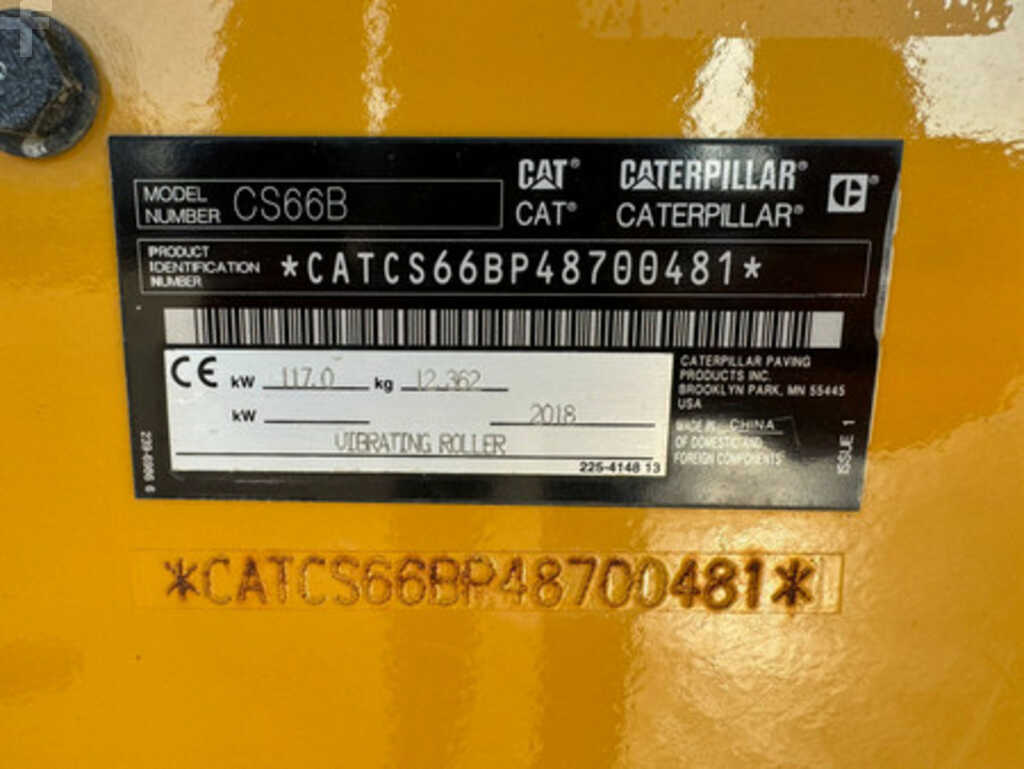 MODEL NUMBER CS66B
CAT® CATERPILLAR®
CAT® CATERPILLAR®
PRODUCT IDENTIFICATION NUMBER *CATCS66BP48700481*
CE kW 117.0 kg 12,362
kW 2018
VIBRATING ROLLER
225-4148 13
CATERPILLAR PAVING
PRODUCTS INC.
BROOKLYN PARK, MN 55445
USA
MADE IN CHINA
OF DOMESTIC AND
FOREIGN COMPONENTS
ISSUE 1
*CATCS66BP48700481*